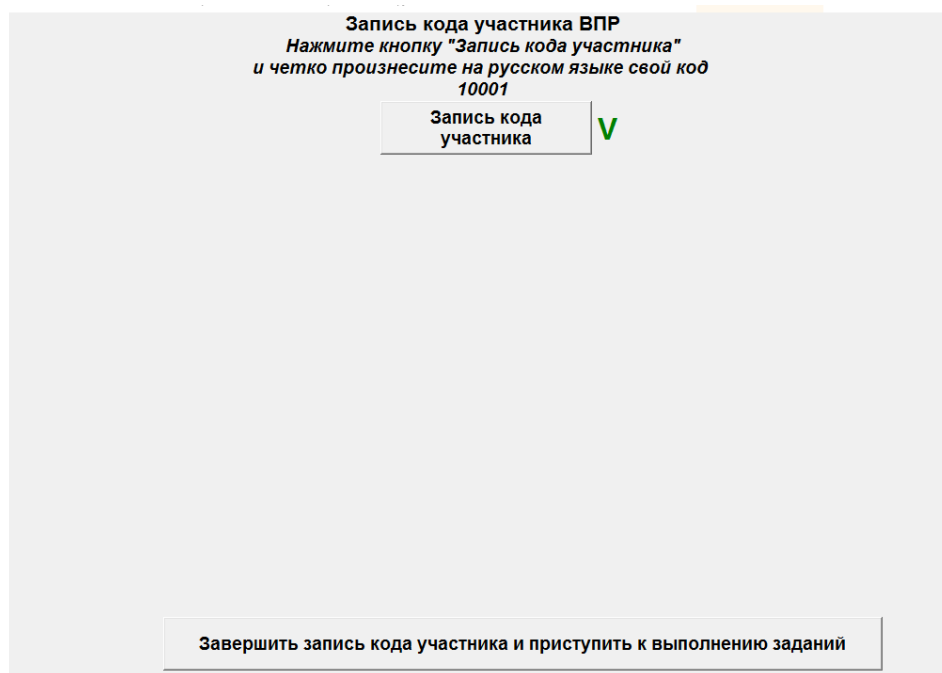 Запись кода участника ВПР
Нажмите кнопку "Запись кода участника"
и четко произнесите на русском языке свой код
10001
Запись кода
участника
V
Завершить запись кода участника и приступить к выполнению заданий